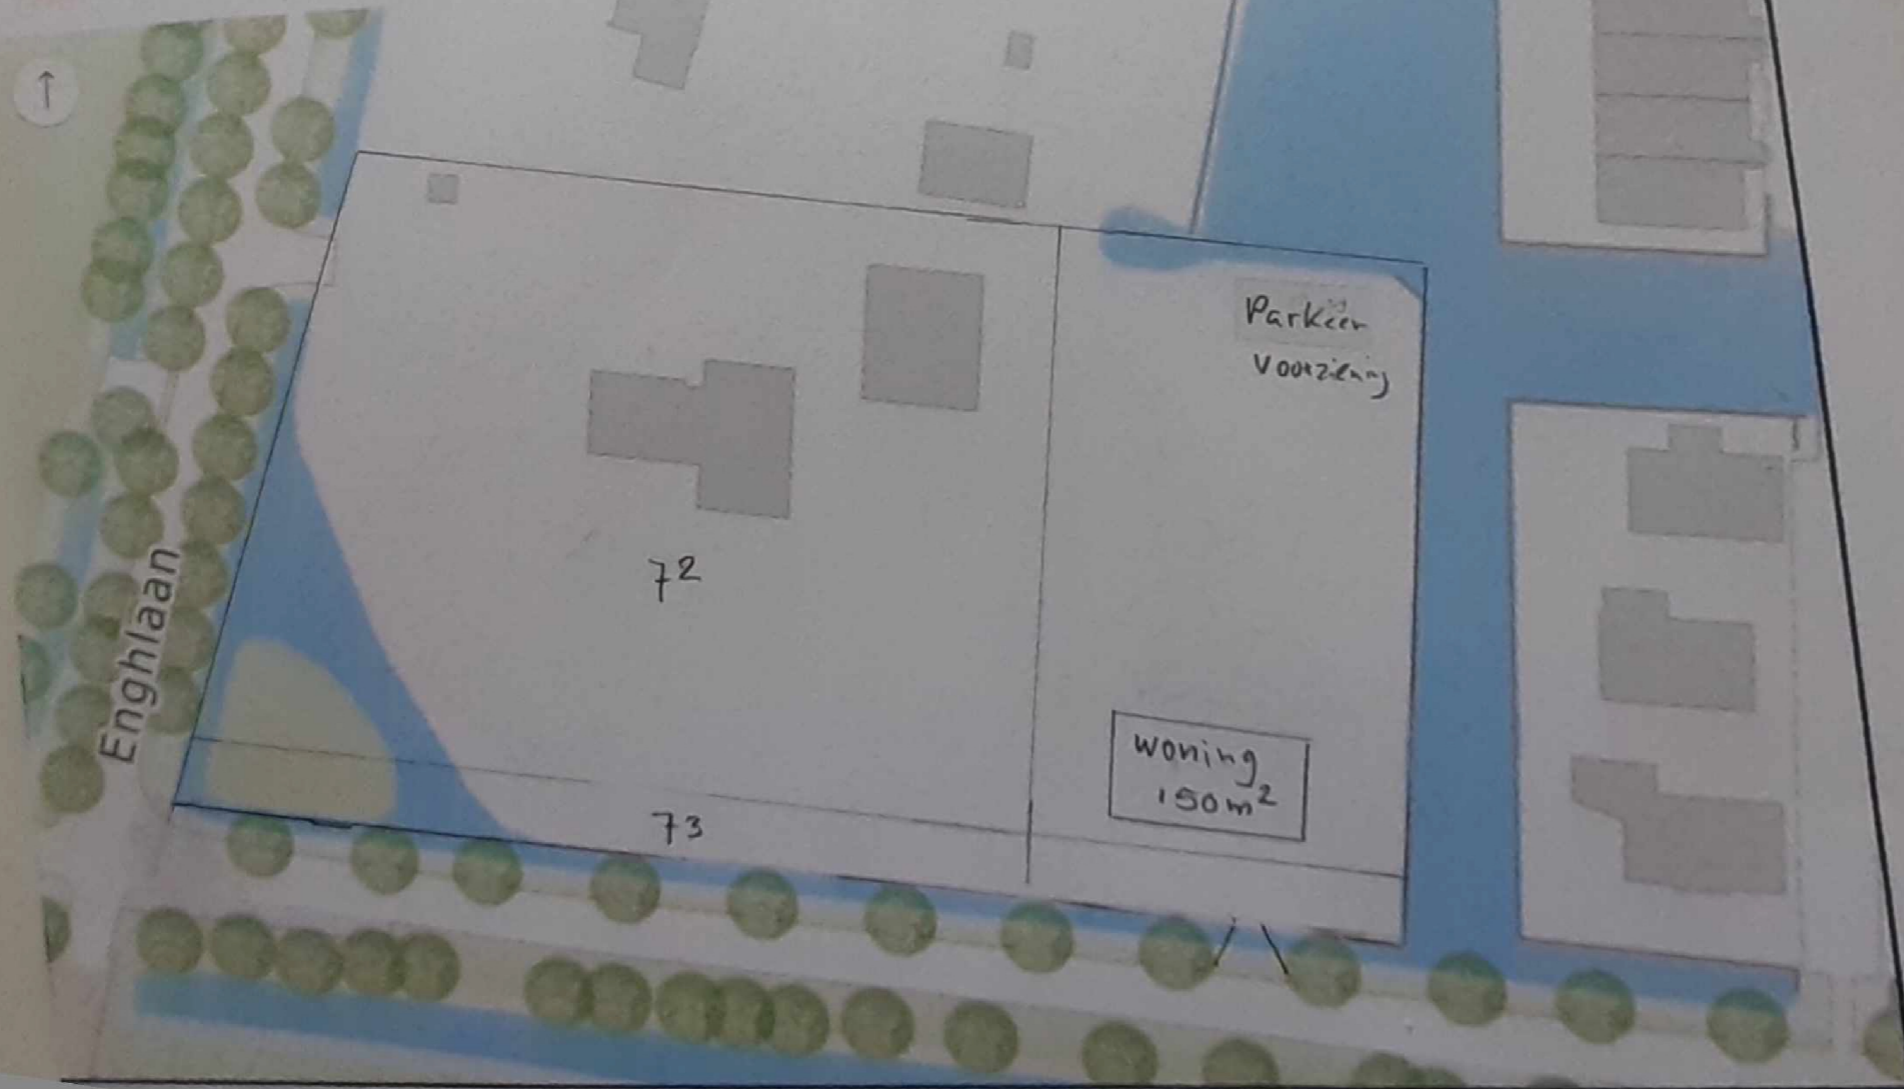 ↑
Parkeer
Voorziening
72
Enghlaan
woning
150m²
73